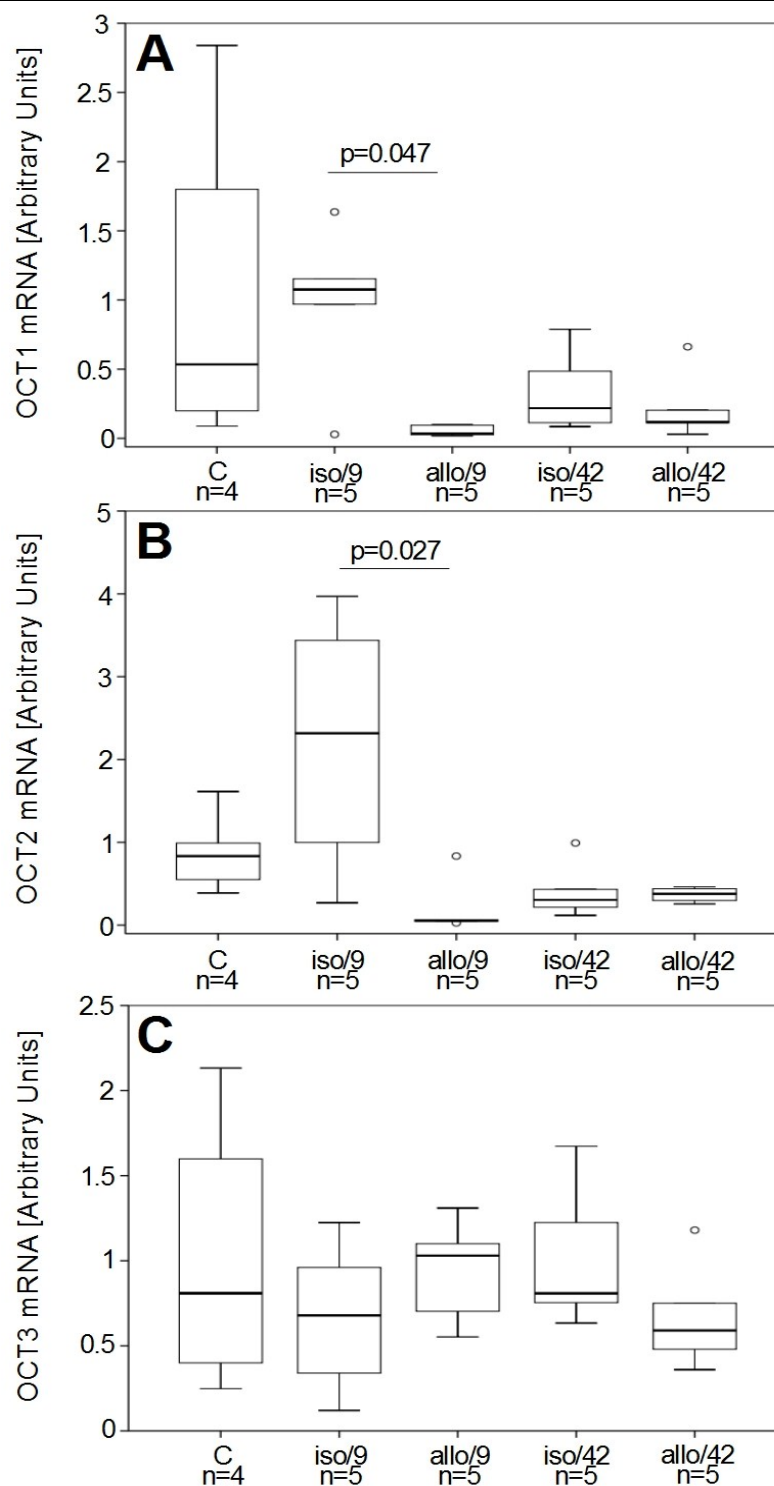 A
OCT1 mRNA [Arbitrary Units]
3
2.5
2
1.5
1
0.5
0
p=0.047
C iso/9 allo/9 iso/42 allo/42
n=4 n=5 n=5 n=5 n=5
B
OCT2 mRNA [Arbitrary Units]
5
4
3
2
1
0
p=0.027
C iso/9 allo/9 iso/42 allo/42
n=4 n=5 n=5 n=5 n=5
C
OCT3 mRNA [Arbitrary Units]
2.5
2
1.5
1
0.5
0
C iso/9 allo/9 iso/42 allo/42
n=4 n=5 n=5 n=5 n=5